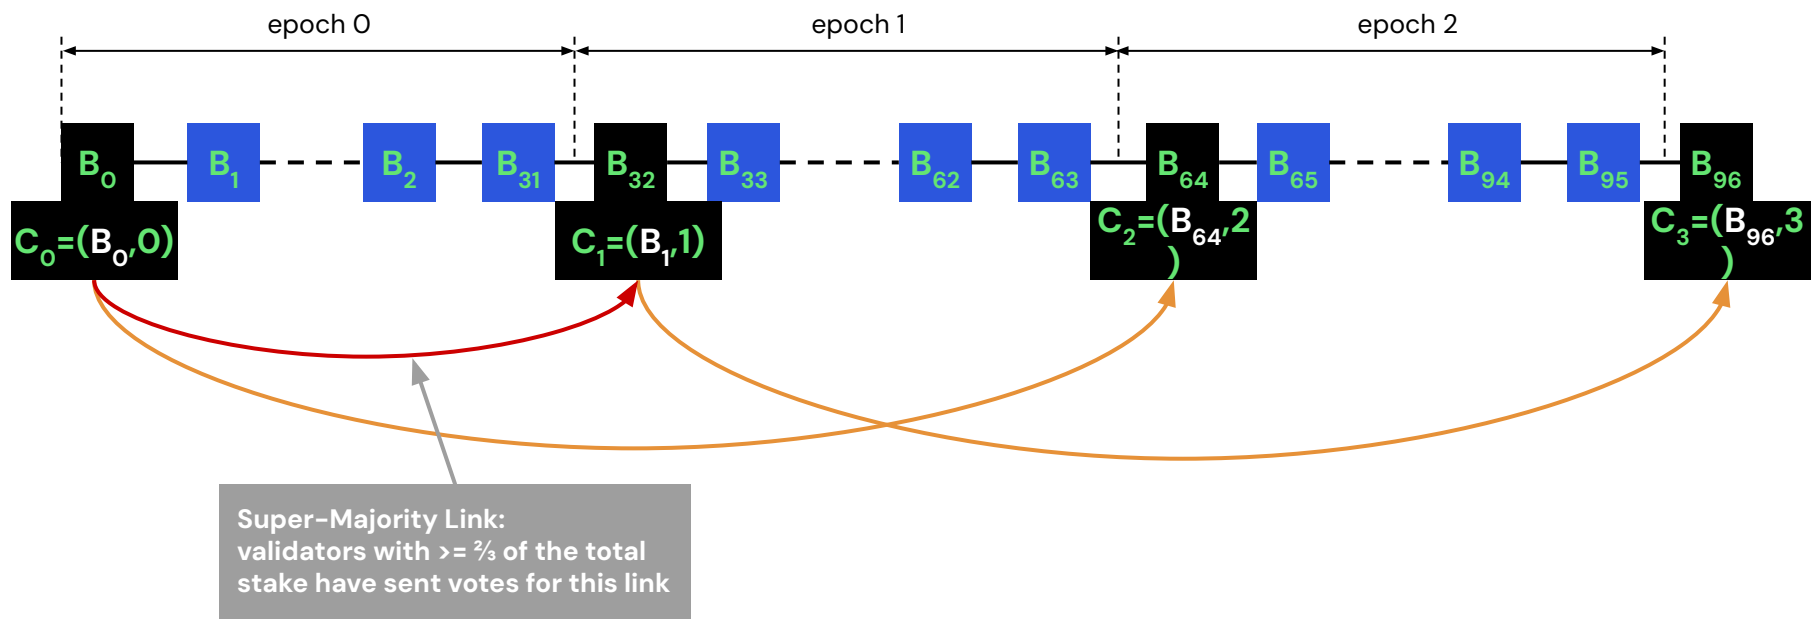 epoch 0
epoch 1
epoch 2
B0
B1
B2
B31
B32
B33
B62
B63
B64
B65
B94
B95
B96
C0=(B0,0)
C1=(B1,1)
C2=(B64,2
)
C3=(B96,3
)
Super-Majority Link:
validators with >= ⅔ of the total
stake have sent votes for this link